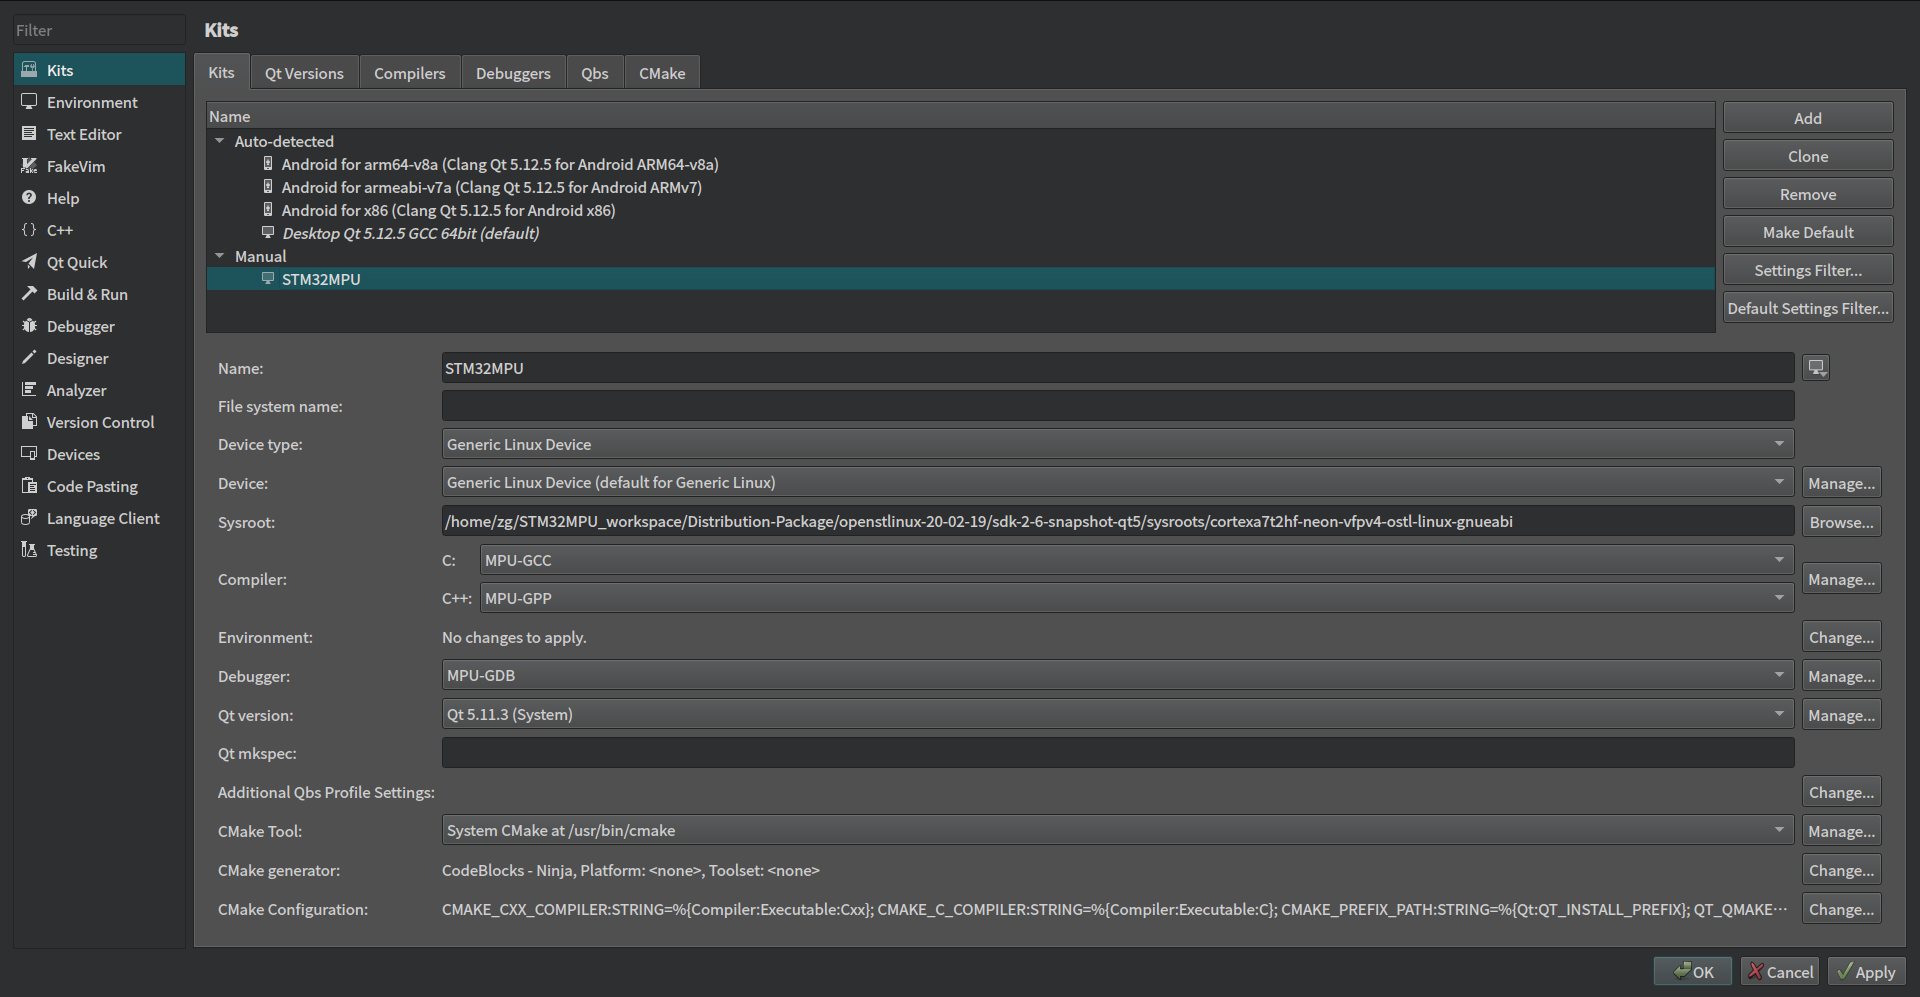 Filter
Kits
Environment
Text Editor
FakeVim
Help
C++
Qt Quick
Build & Run
Debugger
Designer
Analyzer
Version Control
Devices
Code Pasting
Language Client
Testing
Kits
Kits Qt Versions Compilers Debuggers Qbs CMake
Name
Auto-detected
Android for arm64-v8a (Clang Qt 5.12.5 for Android ARM64-v8a)
Android for armeabi-v7a (Clang Qt 5.12.5 for Android ARMv7)
Android for x86 (Clang Qt 5.12.5 for Android x86)
Desktop Qt 5.12.5 GCC 64bit (default)
Manual
STM32MPU
Add
Clone
Remove
Make Default
Settings Filter...
Default Settings Filter...
Name: STM32MPU
File system name:
Device type: Generic Linux Device
Device: Generic Linux Device (default for Generic Linux) Manage...
Sysroot: /home/zg/STM32MPU_workspace/Distribution-Package/openstlinux-20-02-19/sdk-2-6-snapshot-qt5/sysroots/cortexa7t2hf-neon-vfpv4-ostl-linux-gnueabi Browse...
Compiler: C: MPU-GCC Manage...
C++: MPU-GPP
Environment: No changes to apply. Change...
Debugger: MPU-GDB Manage...
Qt version: Qt 5.11.3 (System) Manage...
Qt mkspec:
Additional Qbs Profile Settings: Change...
CMake Tool: System CMake at /usr/bin/cmake Manage...
CMake generator: CodeBlocks - Ninja, Platform: <none>, Toolset: <none> Change...
CMake Configuration: CMAKE_CXX_COMPILER:STRING=%{Compiler:Executable:Cxx}; CMAKE_C_COMPILER:STRING=%{Compiler:Executable:C}; CMAKE_PREFIX_PATH:STRING=%{Qt:QT_INSTALL_PREFIX}; QT_QMAKE… Change...
OK Cancel Apply